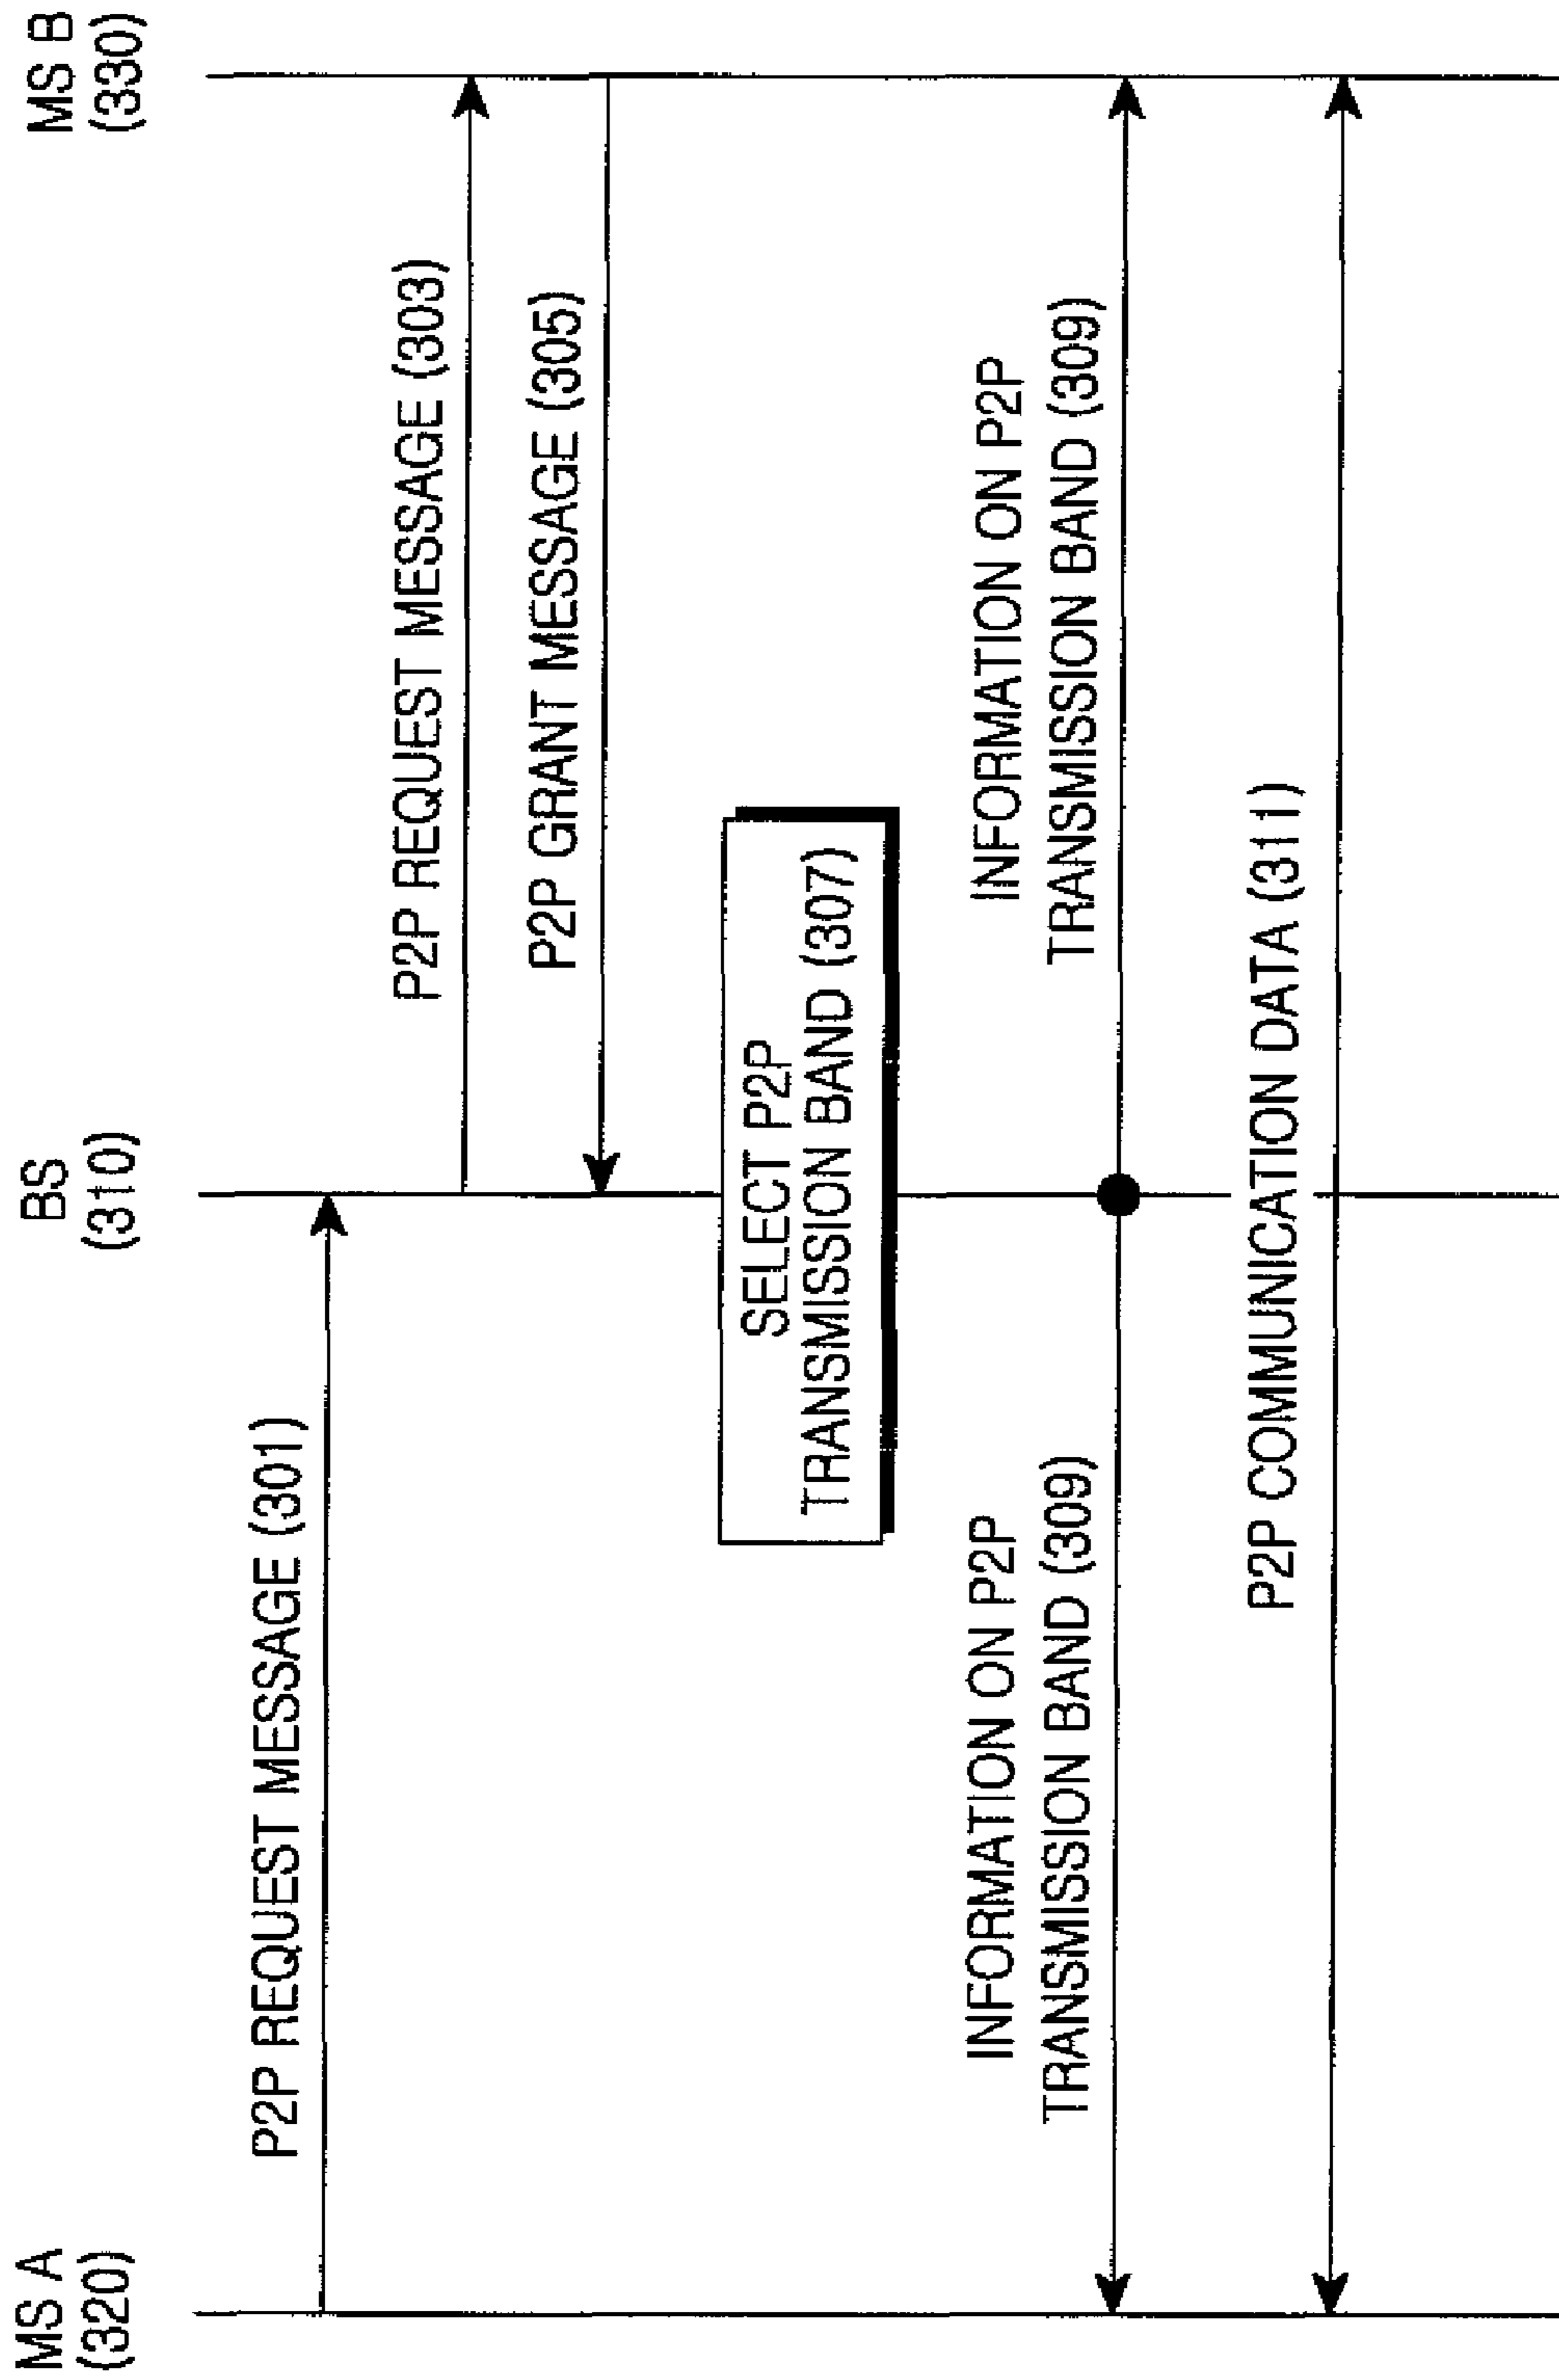 MS A
(320)
BS
(310)
MS B
(330)
P2P REQUEST MESSAGE (301)
P2P REQUEST MESSAGE (303)
P2P GRANT MESSAGE (305)
SELECT P2P
TRANSMISSION BAND (307)
INFORMATION ON P2P
TRANSMISSION BAND (309)
INFORMATION ON P2P
TRANSMISSION BAND (309)
P2P COMMUNICATION DATA (311)